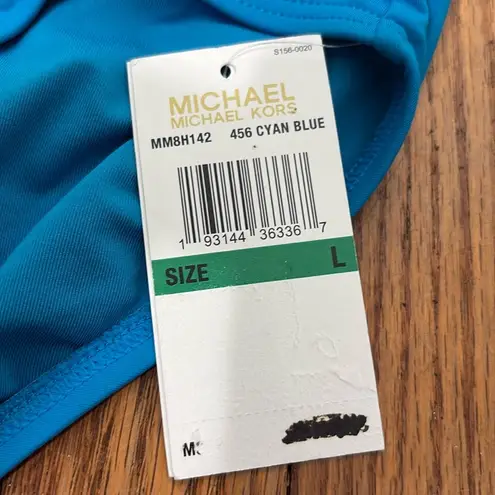 S156-0020
MICHAEL
MICHAEL KORS
MM8H142 456 CYAN BLUE
1 93144 36336 7
SIZE L